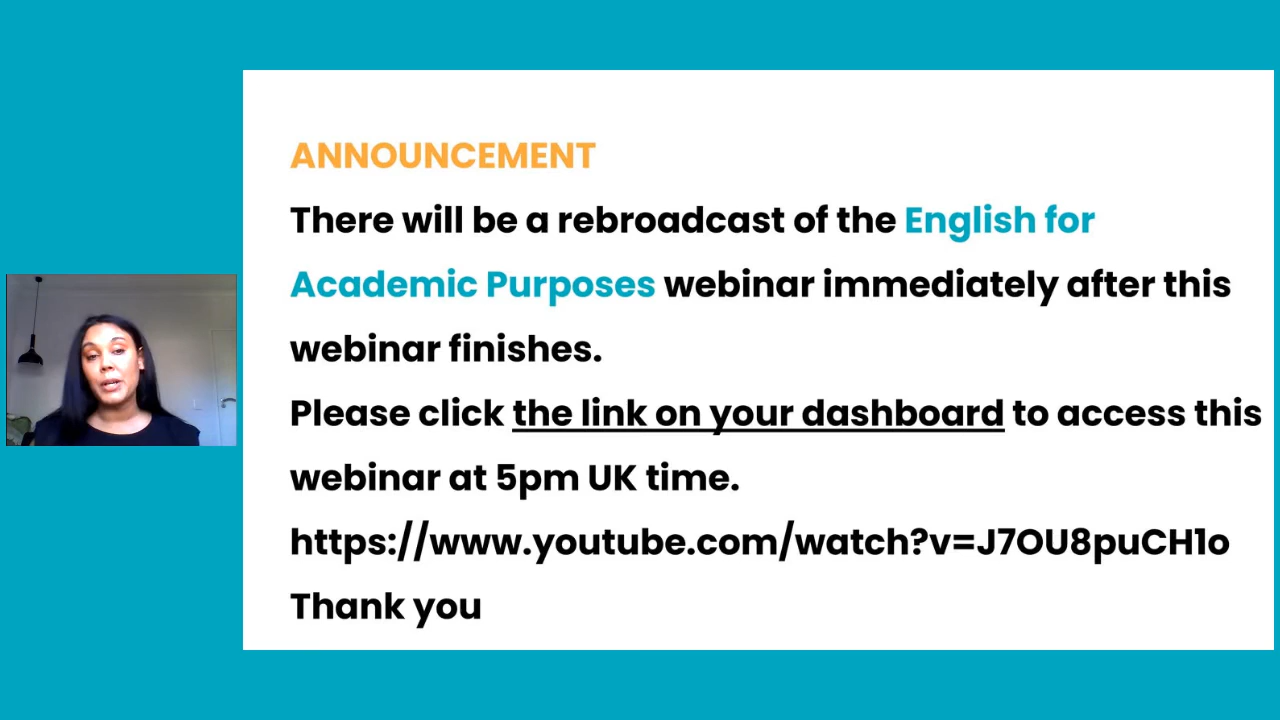 ANNOUNCEMENT
There will be a rebroadcast of the English for
Academic Purposes webinar immediately after this
webinar finishes.
Please click the link on your dashboard to access this
webinar at 5pm UK time.
https://www.youtube.com/watch?v=J7OU8puCH1o
Thank you